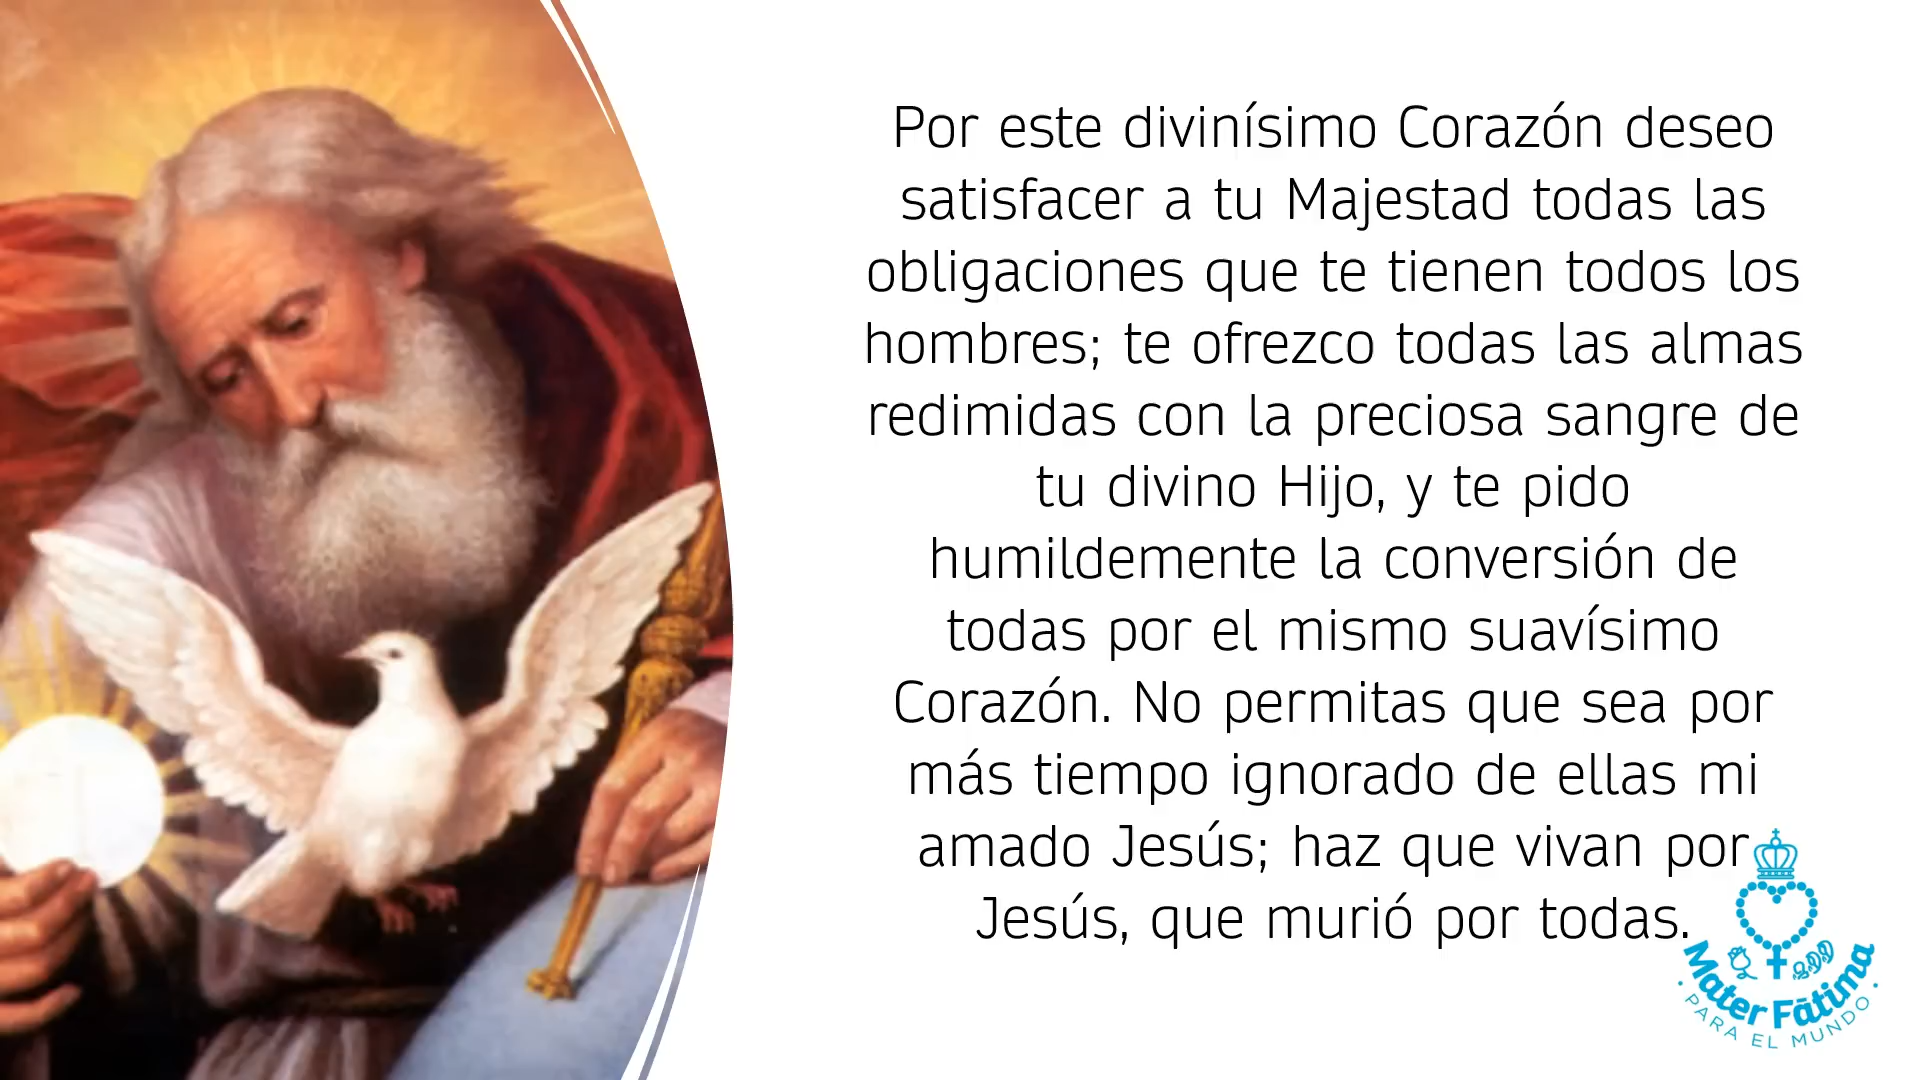 Por este divinísimo Corazón deseo
satisfacer a tu Majestad todas las
obligaciones que te tienen todos los
hombres; te ofrezco todas las almas
redimidas con la preciosa sangre de
tu divino Hijo, y te pido
humildemente la conversión de
todas por el mismo suavísimo
Corazón. No permitas que sea por
más tiempo ignorado de ellas mi
amado Jesús; haz que vivan por
Jesús, que murió por todas.
Mater Fátima
· PARA EL MUNDO ·